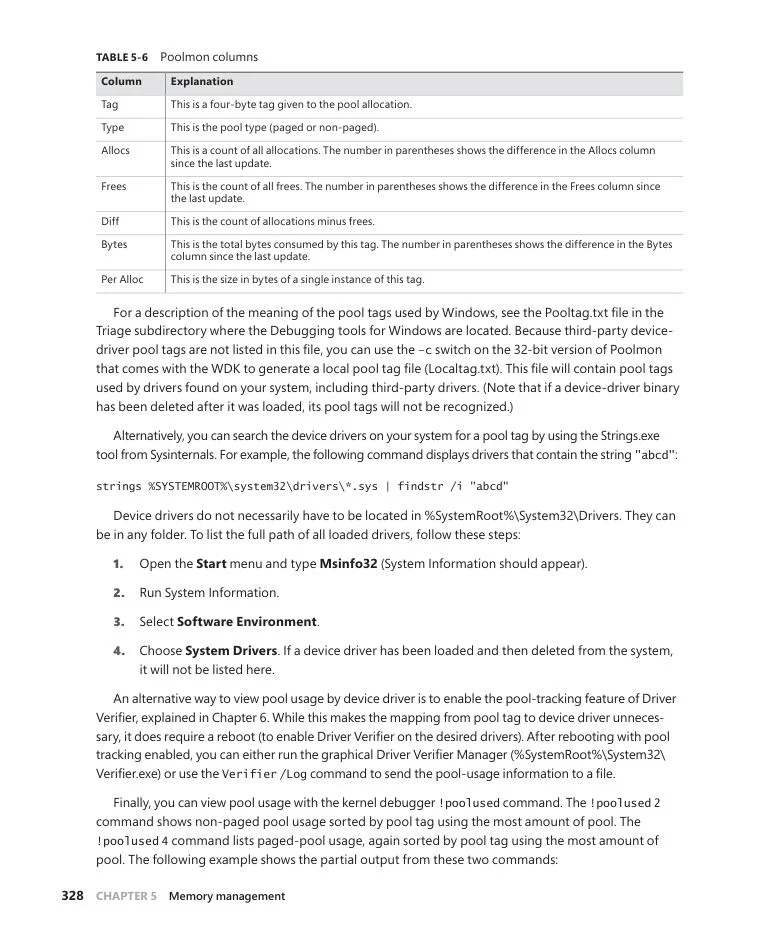 TABLE 5-6 Poolmon columns
Column Explanation
Tag This is a four-byte tag given to the pool allocation.
Type This is the pool type (paged or non-paged).
Allocs This is a count of all allocations. The number in parentheses shows the difference in the Allocs column
since the last update.
Frees This is the count of all frees. The number in parentheses shows the difference in the Frees column since
the last update.
Diff This is the count of allocations minus frees.
Bytes This is the total bytes consumed by this tag. The number in parentheses shows the difference in the Bytes
column since the last update.
Per Alloc This is the size in bytes of a single instance of this tag.
For a description of the meaning of the pool tags used by Windows, see the Pooltag.txt file in the
Triage subdirectory where the Debugging tools for Windows are located. Because third-party device-
driver pool tags are not listed in this file, you can use the –c switch on the 32-bit version of Poolmon
that comes with the WDK to generate a local pool tag file (Localtag.txt). This file will contain pool tags
used by drivers found on your system, including third-party drivers. (Note that if a device-driver binary
has been deleted after it was loaded, its pool tags will not be recognized.)
Alternatively, you can search the device drivers on your system for a pool tag by using the Strings.exe
tool from Sysinternals. For example, the following command displays drivers that contain the string "abcd":
strings %SYSTEMROOT%\system32\drivers\*.sys | findstr /i "abcd"
Device drivers do not necessarily have to be located in %SystemRoot%\System32\Drivers. They can
be in any folder. To list the full path of all loaded drivers, follow these steps:
1. Open the Start menu and type Msinfo32 (System Information should appear).
2. Run System Information.
3. Select Software Environment.
4. Choose System Drivers. If a device driver has been loaded and then deleted from the system,
it will not be listed here.
An alternative way to view pool usage by device driver is to enable the pool-tracking feature of Driver
Verifier, explained in Chapter 6. While this makes the mapping from pool tag to device driver unneces-
sary, it does require a reboot (to enable Driver Verifier on the desired drivers). After rebooting with pool
tracking enabled, you can either run the graphical Driver Verifier Manager (%SystemRoot%\System32\
Verifier.exe) or use the Verifier /Log command to send the pool-usage information to a file.
Finally, you can view pool usage with the kernel debugger !poolused command. The !poolused 2
command shows non-paged pool usage sorted by pool tag using the most amount of pool. The
!poolused 4 command lists paged-pool usage, again sorted by pool tag using the most amount of
pool. The following example shows the partial output from these two commands:
328 CHAPTER 5 Memory management